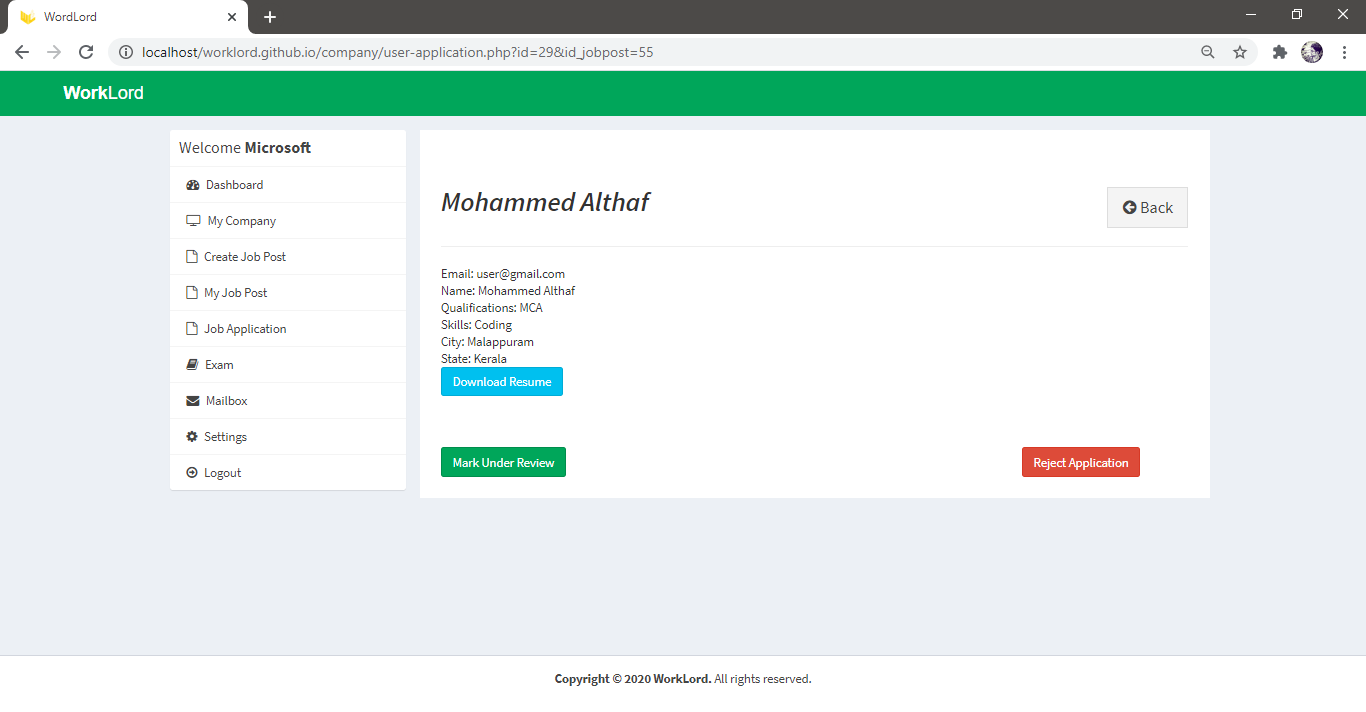 WordLord
localhost/worklord.github.io/company/user-application.php?id=29&id_jobpost=55
WorkLord
Welcome Microsoft
Dashboard
My Company
Create Job Post
My Job Post
Job Application
Exam
Mailbox
Settings
Logout
Mohammed Althaf
Back
Email: user@gmail.com
Name: Mohammed Althaf
Qualifications: MCA
Skills: Coding
City: Malappuram
State: Kerala
Download Resume
Mark Under Review
Reject Application
Copyright © 2020 WorkLord. All rights reserved.